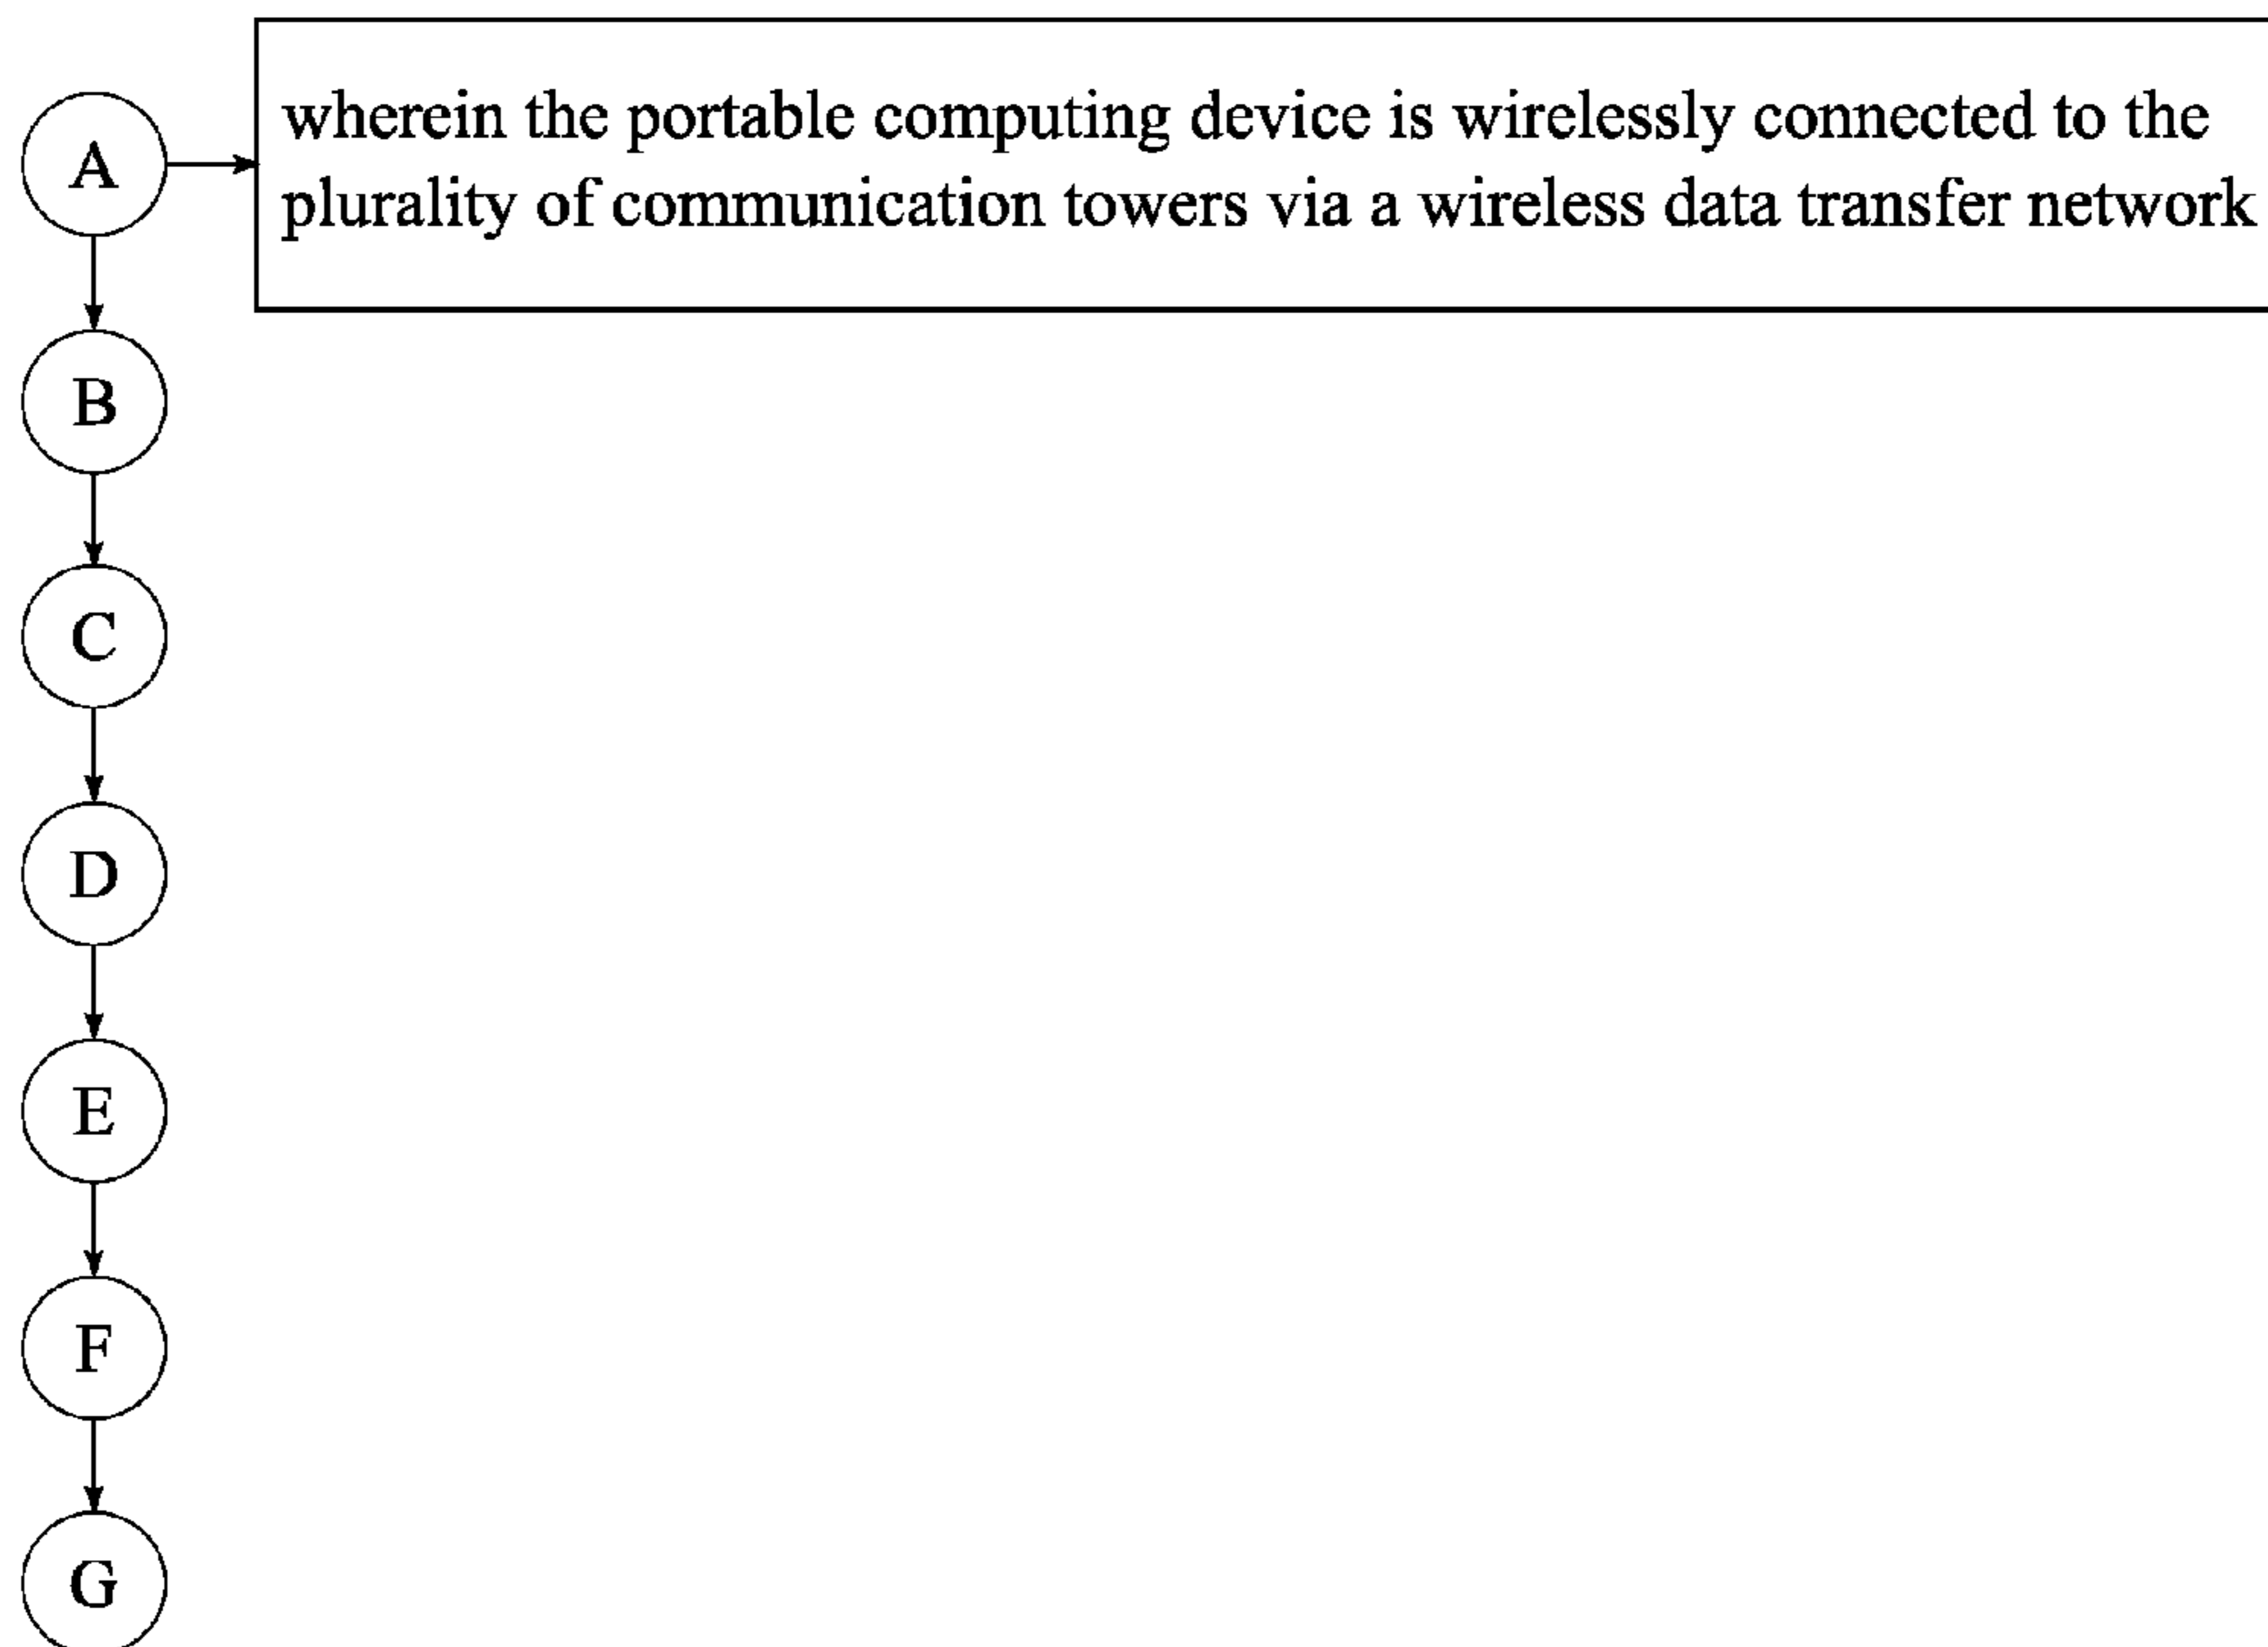 A
wherein the portable computing device is wirelessly connected to the
plurality of communication towers via a wireless data transfer network
B
C
D
E
F
G